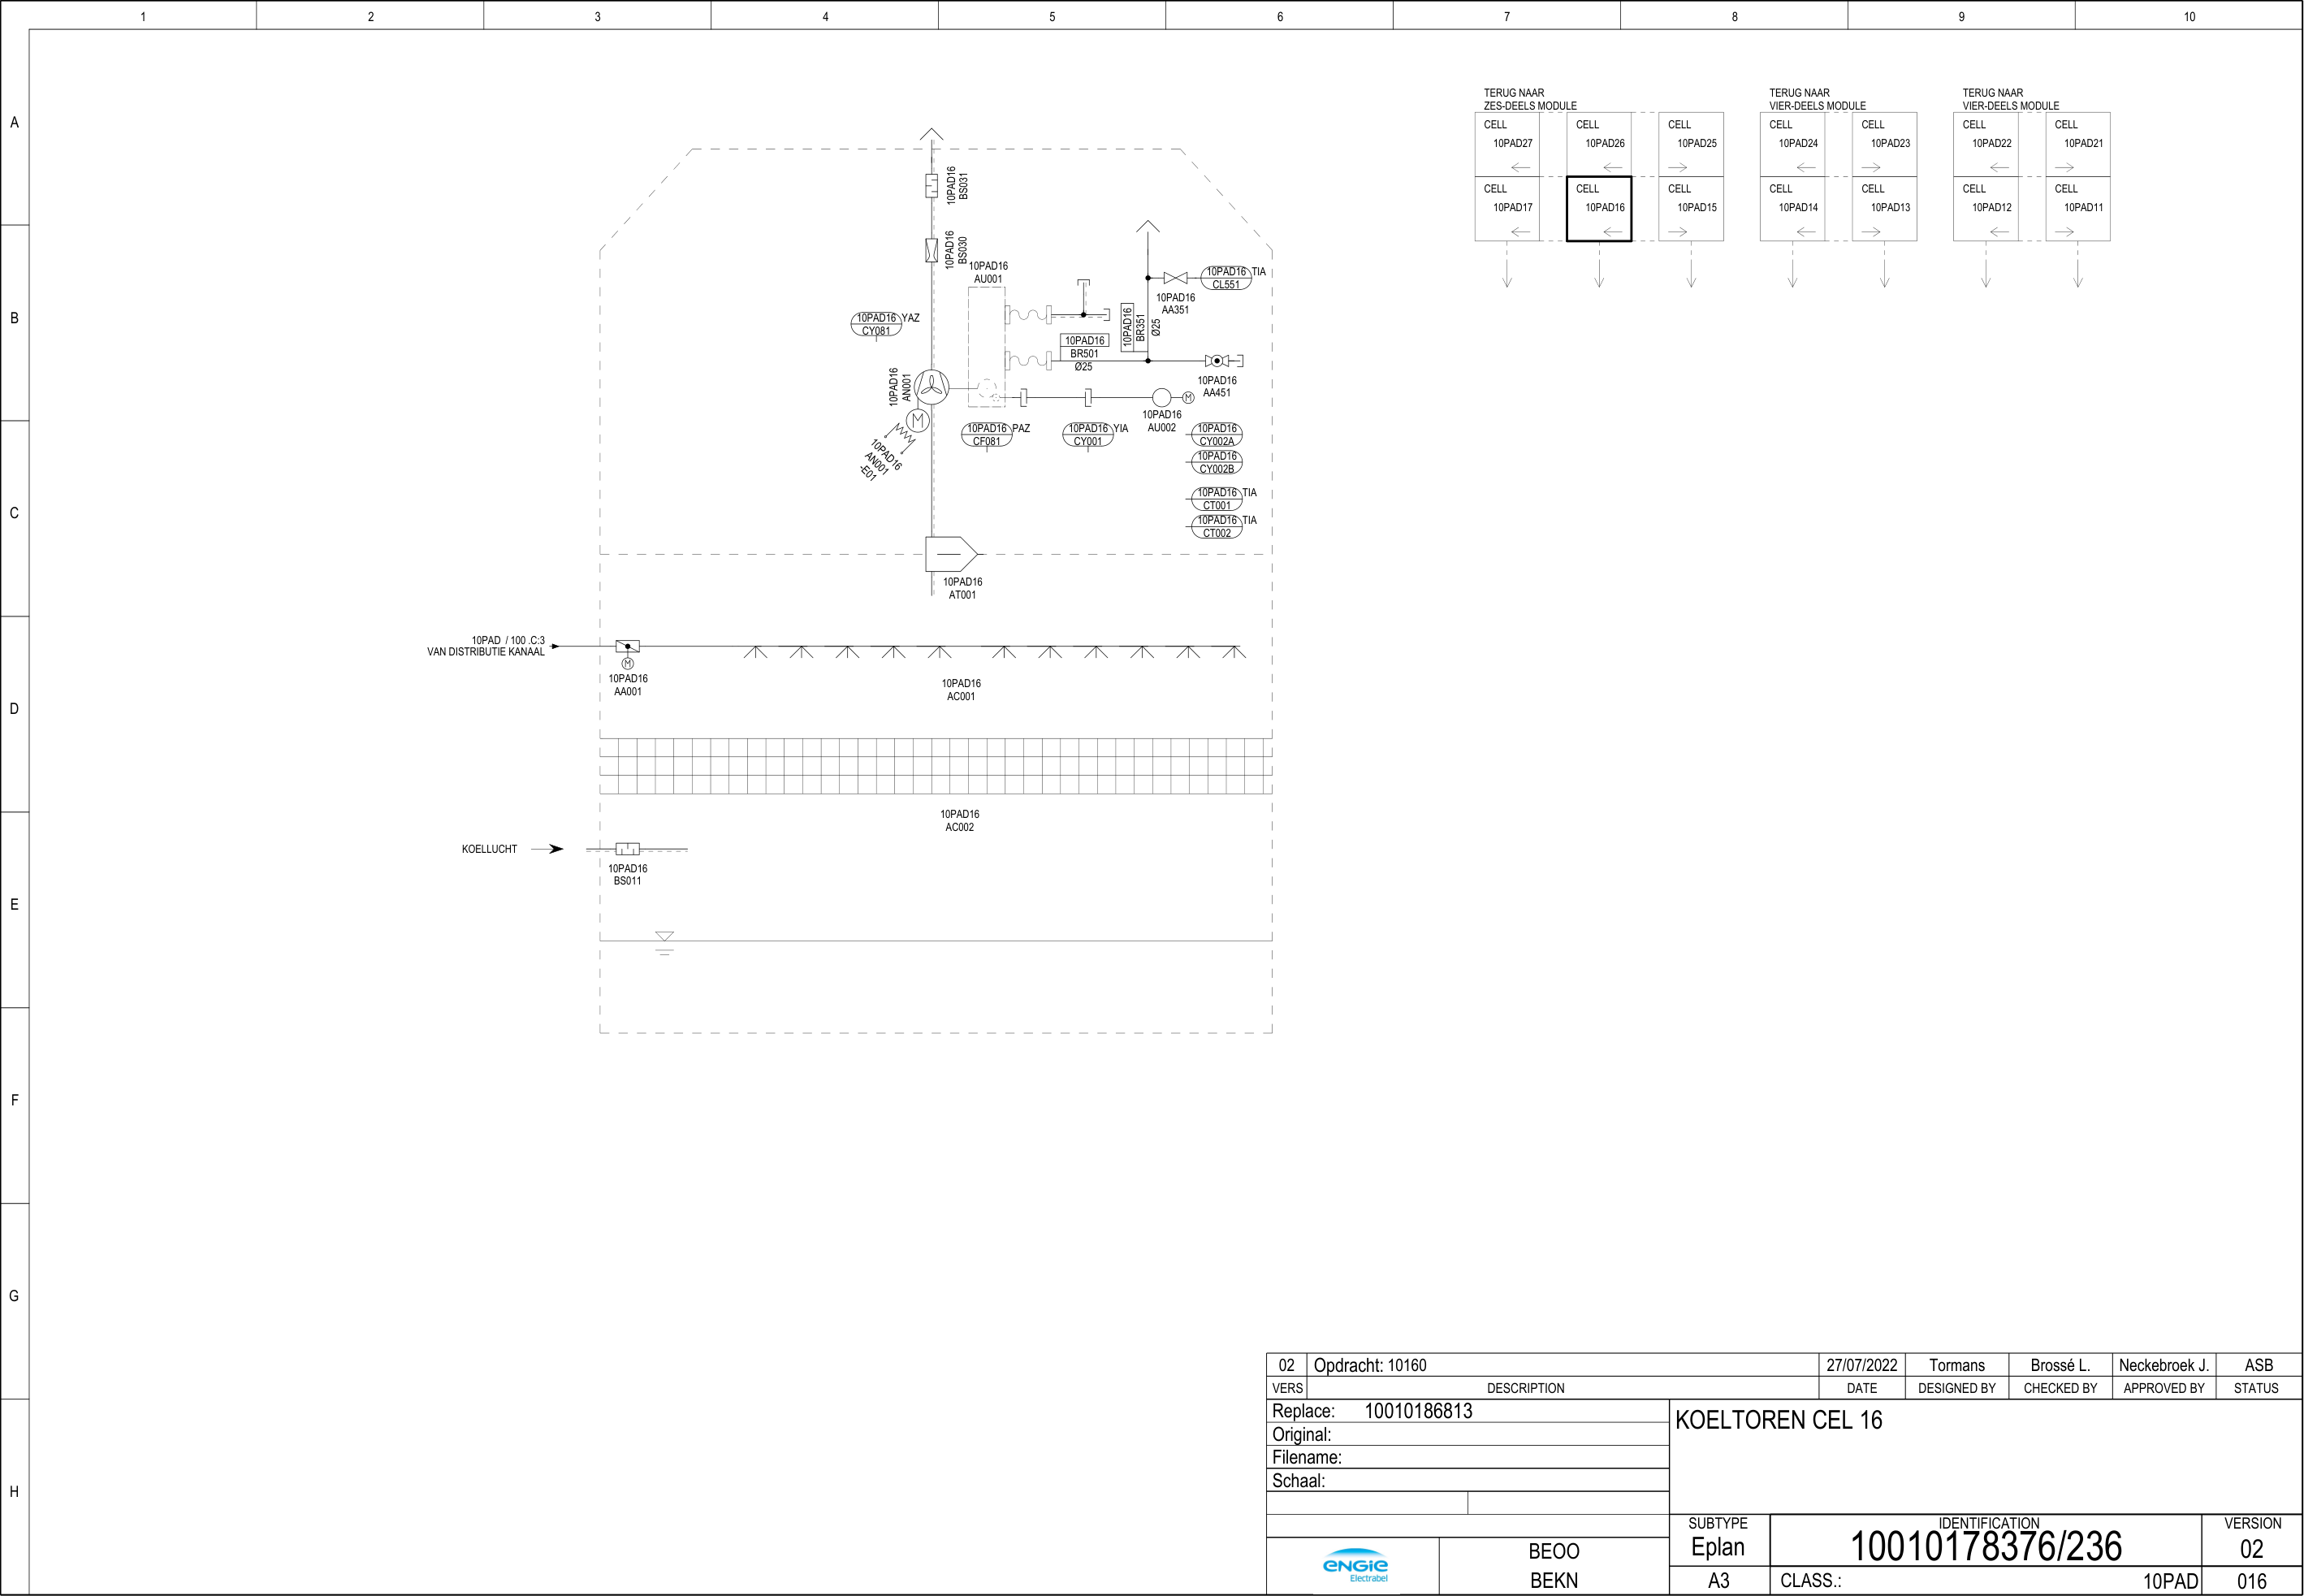 1 2 3 4 5 6 7 8 9 10
A
B
C
D
E
F
G
H
TERUG NAAR
ZES-DEELS MODULE
TERUG NAAR
VIER-DEELS MODULE
TERUG NAAR
VIER-DEELS MODULE
CELL
10PAD27
CELL
10PAD26
CELL
10PAD25
CELL
10PAD24
CELL
10PAD23
CELL
10PAD22
CELL
10PAD21
CELL
10PAD17
CELL
10PAD16
CELL
10PAD15
CELL
10PAD14
CELL
10PAD13
CELL
10PAD12
CELL
10PAD11
10PAD16
BS031
10PAD16
BS030
10PAD16
AU001
10PAD16 TIA
CL551
10PAD16
AA351
10PAD16
BR351
Ø25
10PAD16 YAZ
CY081
10PAD16
BR501
Ø25
10PAD16
AN001
M
10PAD16
AN001
-E01
10PAD16
AA451
M
10PAD16
AU002
10PAD16 PAZ
CF081
10PAD16 YIA
CY001
10PAD16
CY002A
10PAD16
CY002B
10PAD16 TIA
CT001
10PAD16 TIA
CT002
10PAD16
AT001
10PAD / 100 .C:3
VAN DISTRIBUTIE KANAAL
M
10PAD16
AA001
10PAD16
AC001
10PAD16
AC002
KOELLUCHT
10PAD16
BS011
02 Opdracht: 10160 27/07/2022 Tormans Brossé L. Neckebroek J. ASB
VERS DESCRIPTION DATE DESIGNED BY CHECKED BY APPROVED BY STATUS
Replace: 10010186813
Original:
Filename:
Schaal:
KOELTOREN CEL 16
ENGIE
Electrabel
BEOO
BEKN
SUBTYPE
Eplan
A3
IDENTIFICATION
10010178376/236
CLASS.: 10PAD
VERSION
02
016